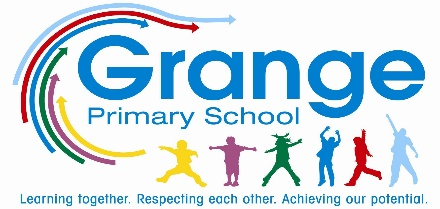 Grange
Primary School
Learning together. Respecting each other. Achieving our potential.